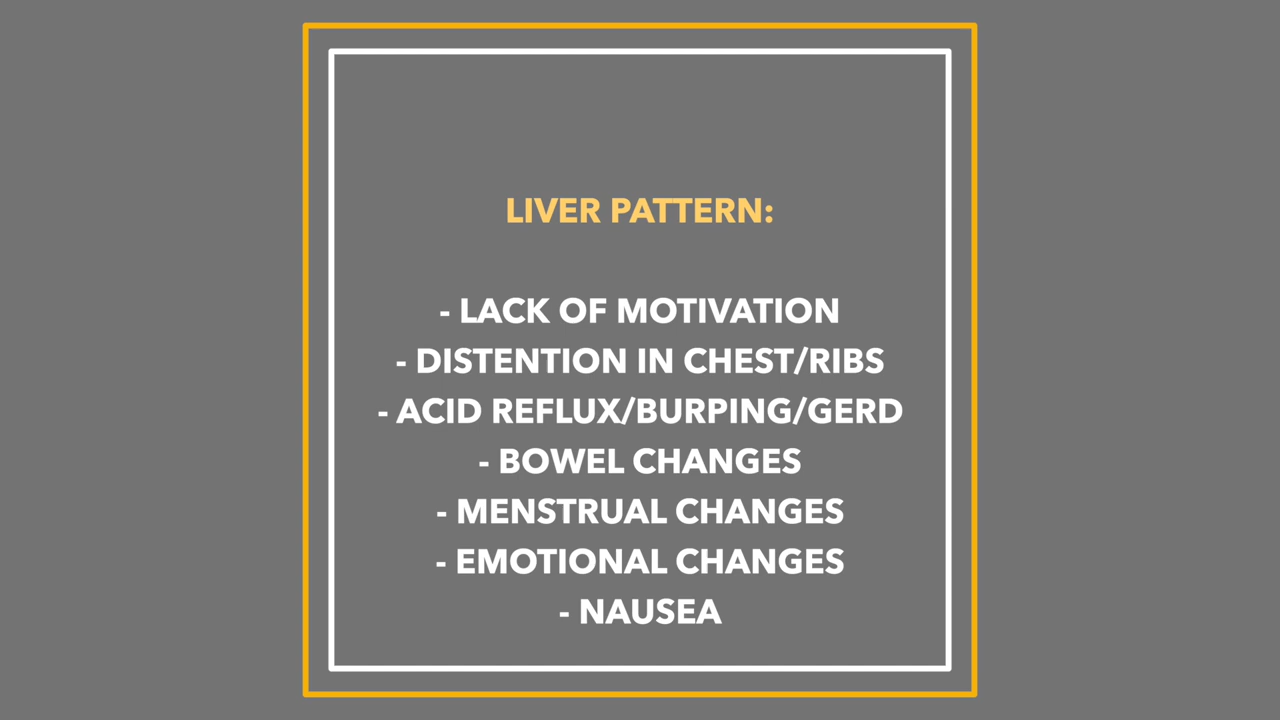 LIVER PATTERN:
- LACK OF MOTIVATION
- DISTENTION IN CHEST/RIBS
- ACID REFLUX/BURPING/GERD
- BOWEL CHANGES
- MENSTRUAL CHANGES
- EMOTIONAL CHANGES
- NAUSEA